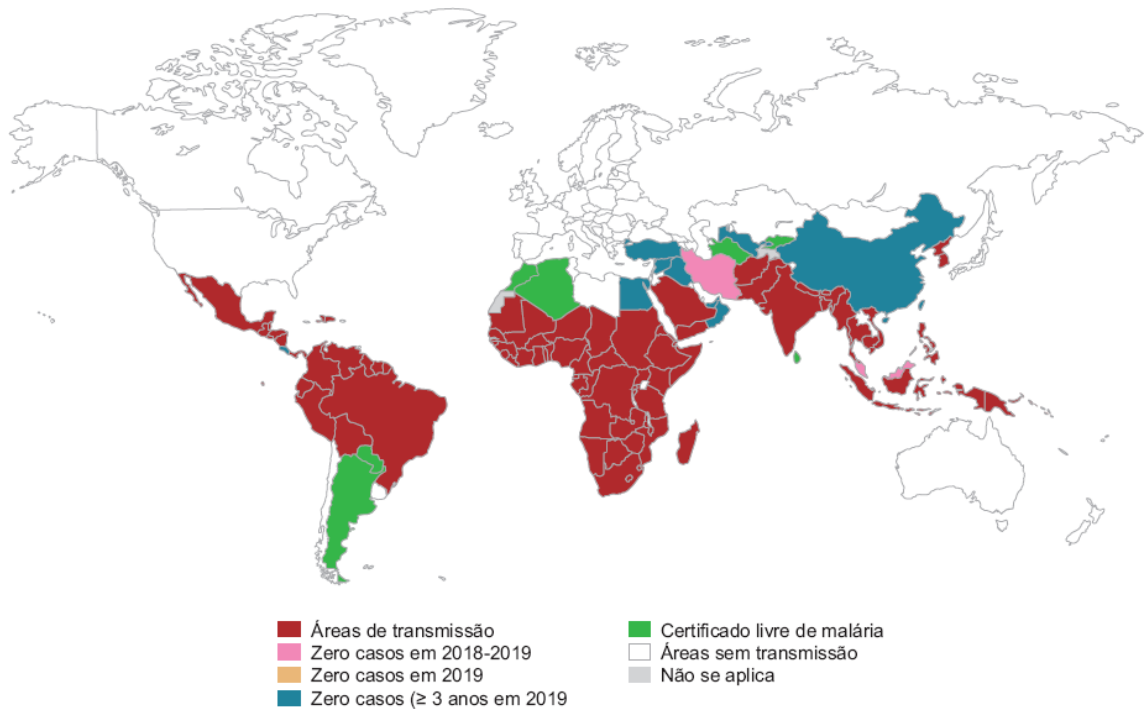 Áreas de transmissão
Zero casos em 2018-2019
Zero casos em 2019
Zero casos (≥ 3 anos em 2019
Certificado livre de malária
Áreas sem transmissão
Não se aplica